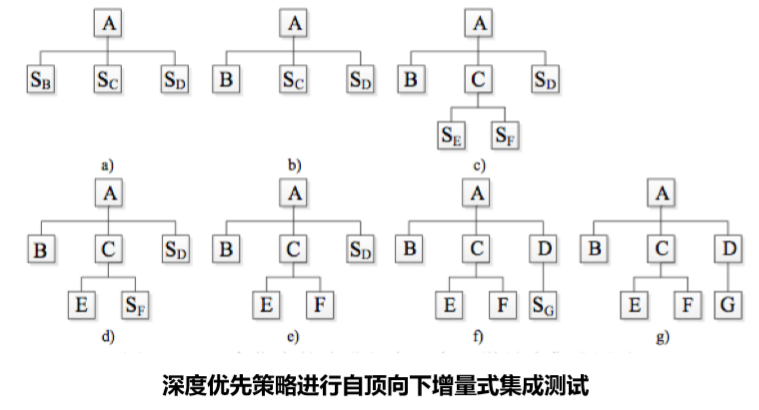 A A A
S_B S_C S_D B S_C S_D B C S_D
S_E S_F
a) b) c)
A A A A
B C S_D B C S_D B C D B C D
E S_F E F E F S_G E F G
d) e) f) g)
深度优先策略进行自顶向下增量式集成测试